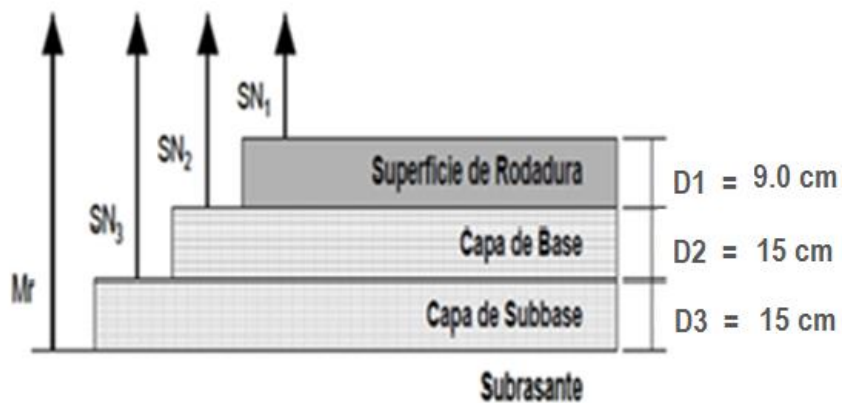 SN1
Superficie de Rodadura
D1 = 9.0 cm
SN2
Capa de Base
D2 = 15 cm
SN3
Mr
Capa de Subbase
D3 = 15 cm
Subrasante